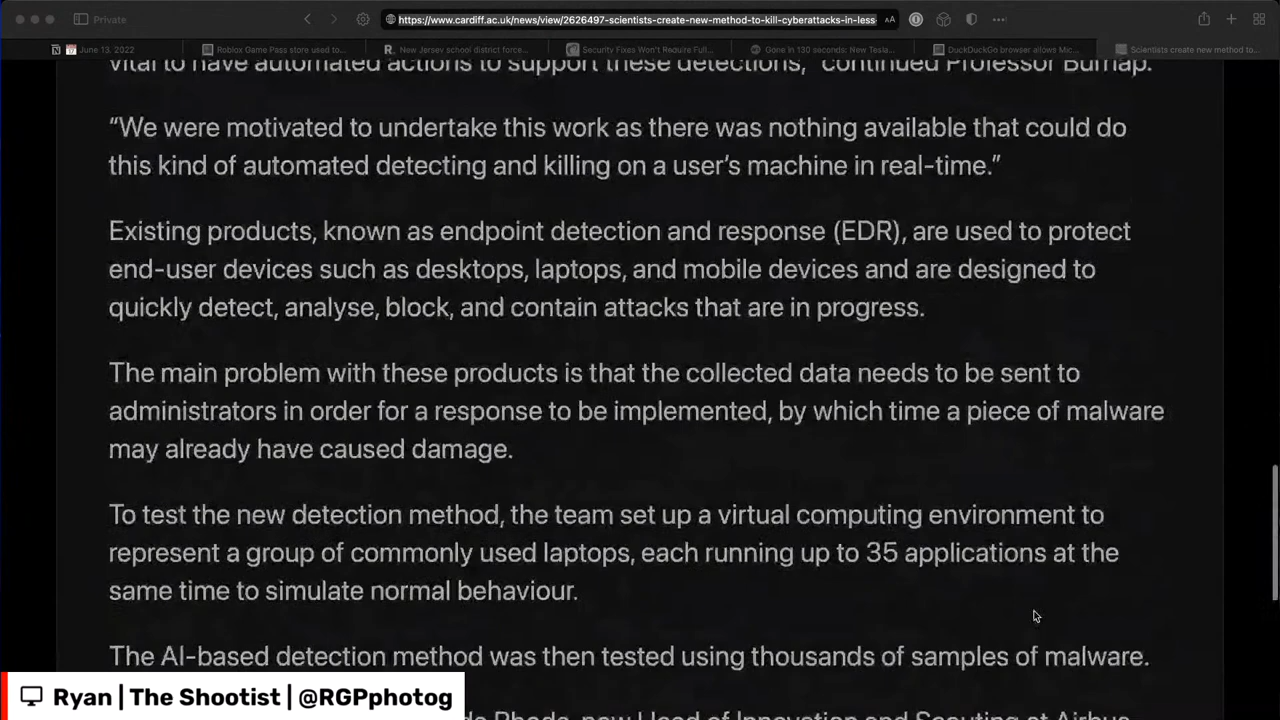 Private
https://www.cardiff.ac.uk/news/view/2626497-scientists-create-new-method-to-kill-cyberattacks-in-less-
AA
June 13, 2022
Roblox Game Pass store used to...
New Jersey school district force...
Security Fixes Won't Require Full...
Gone in 130 seconds: New Tesla...
DuckDuckGo browser allows Mic...
Scientists create new method to...
vital to have automated actions to support these detections," continued Professor Burnap.
“We were motivated to undertake this work as there was nothing available that could do
this kind of automated detecting and killing on a user’s machine in real-time.”
Existing products, known as endpoint detection and response (EDR), are used to protect
end-user devices such as desktops, laptops, and mobile devices and are designed to
quickly detect, analyse, block, and contain attacks that are in progress.
The main problem with these products is that the collected data needs to be sent to
administrators in order for a response to be implemented, by which time a piece of malware
may already have caused damage.
To test the new detection method, the team set up a virtual computing environment to
represent a group of commonly used laptops, each running up to 35 applications at the
same time to simulate normal behaviour.
The AI-based detection method was then tested using thousands of samples of malware.
Rhode, now Head of Innovation and Scouting at Airbus
Ryan | The Shootist | @RGPphotog